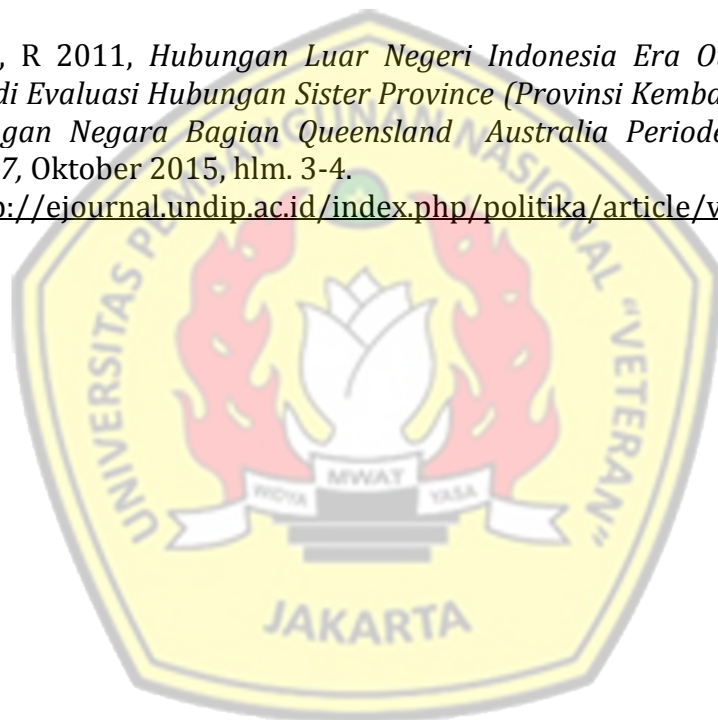 , R 2011, Hubungan Luar Negeri Indonesia Era O
di Evaluasi Hubungan Sister Province (Provinsi Kemba
gan Negara Bagian Queensland Australia Periode
7, Oktober 2015, hlm. 3-4.
p://ejournal.undip.ac.id/index.php/politika/article/v
UNIVERSITAS PEMBANGUNAN NASIONAL "VETERAN"
WIDYA MWAT YASA
JAKARTA